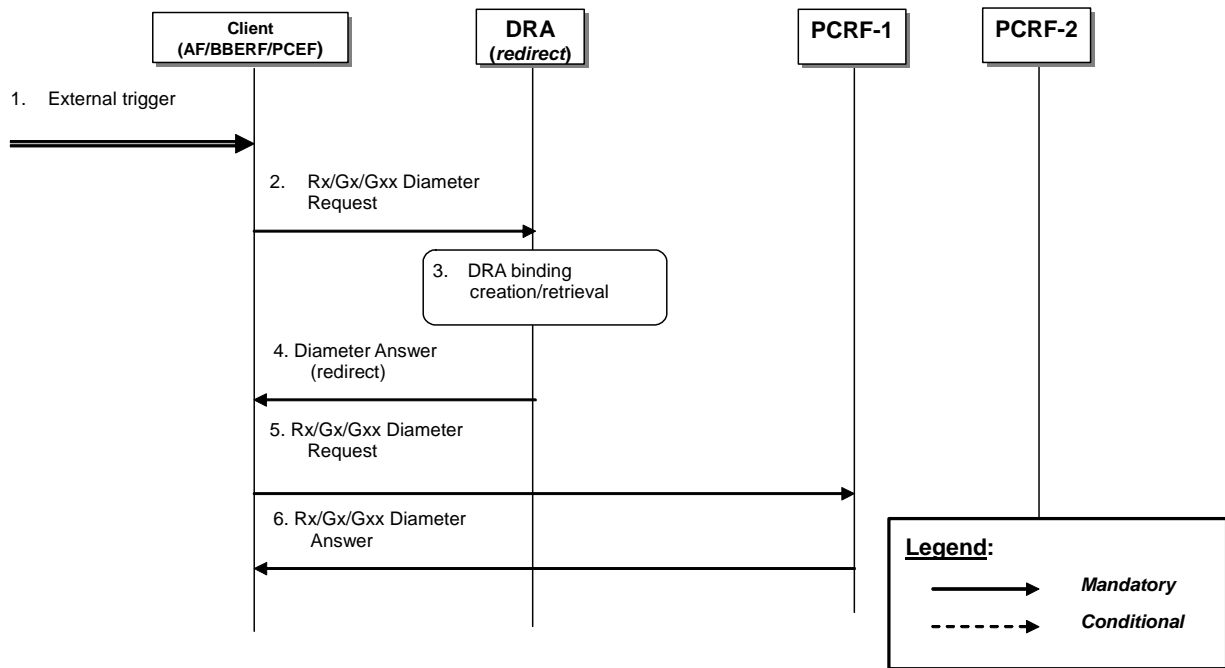 Client
(AF/BBERF/PCEF)
DRA
(redirect)
PCRF-1
PCRF-2
1. External trigger
2. Rx/Gx/Gxx Diameter
Request
3. DRA binding
creation/retrieval
4. Diameter Answer
(redirect)
5. Rx/Gx/Gxx Diameter
Request
6. Rx/Gx/Gxx Diameter
Answer
Legend:
Mandatory
Conditional